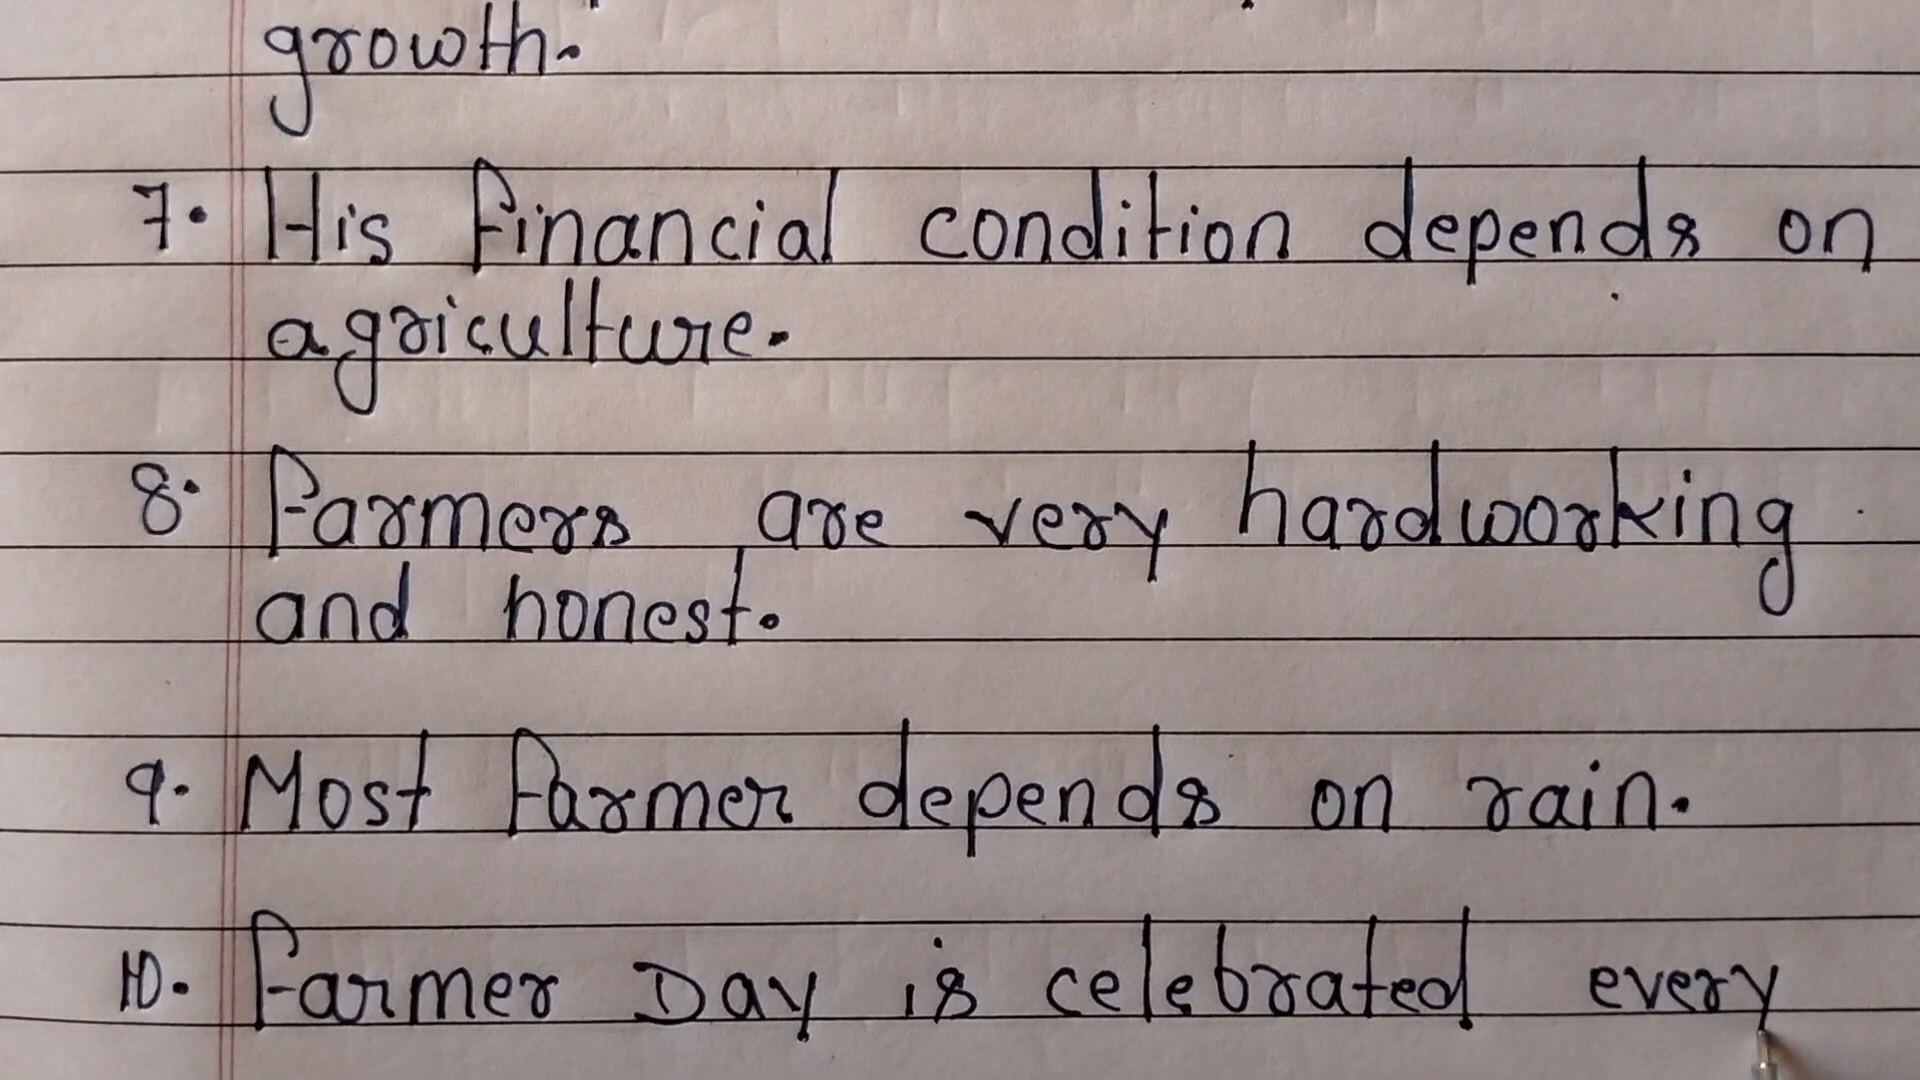 growth.
7. His financial condition depends on
agriculture.
8. Farmers are very hardworking
and honest.
9. Most Farmer depends on rain.
10. Farmer Day is celebrated every